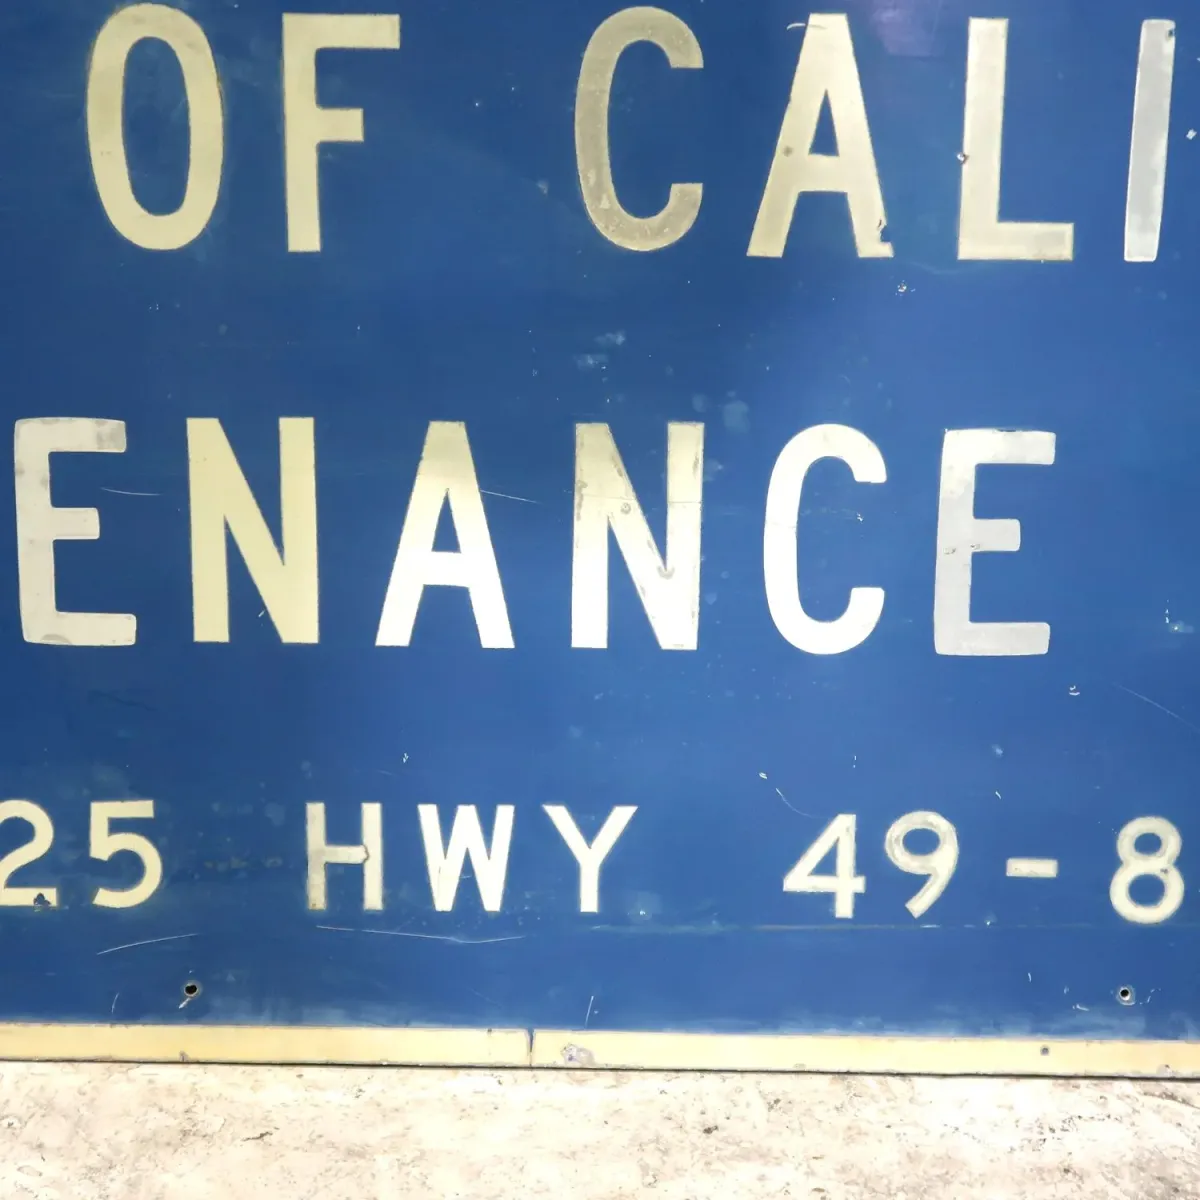 OF CALI
ENANCE
25 HWY 49-8